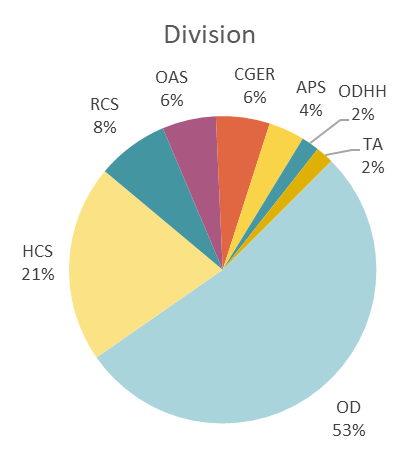 Division
CGER
6%
OAS
6%
APS
4%
ODHH
2%
RCS
8%
TA
2%
HCS
21%
OD
53%